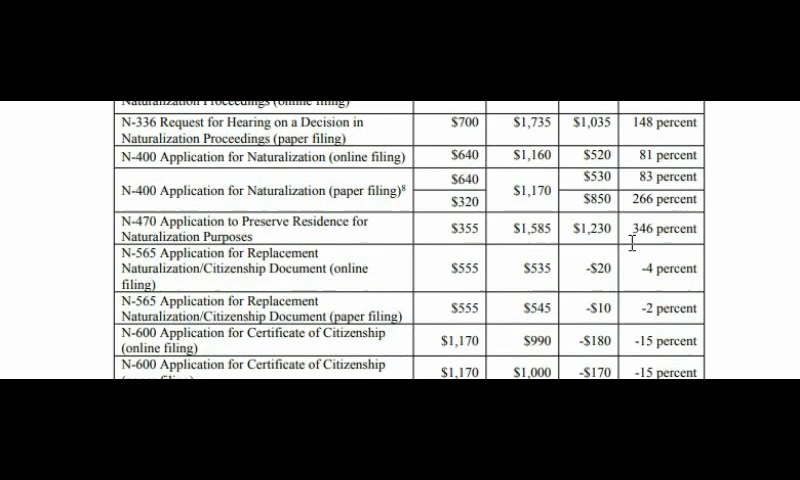 Naturalization Proceedings (online filing)
N-336 Request for Hearing on a Decision in
Naturalization Proceedings (paper filing) $700 $1,735 $1,035 148 percent
N-400 Application for Naturalization (online filing) $640 $1,160 $520 81 percent
N-400 Application for Naturalization (paper filing)⁸ $640 $1,170 $530 83 percent
$320 $850 266 percent
N-470 Application to Preserve Residence for
Naturalization Purposes $355 $1,585 $1,230 346 percent
N-565 Application for Replacement
Naturalization/Citizenship Document (online
filing) $555 $535 -$20 -4 percent
N-565 Application for Replacement
Naturalization/Citizenship Document (paper filing) $555 $545 -$10 -2 percent
N-600 Application for Certificate of Citizenship
(online filing) $1,170 $990 -$180 -15 percent
N-600 Application for Certificate of Citizenship
$1,170 $1,000 -$170 -15 percent